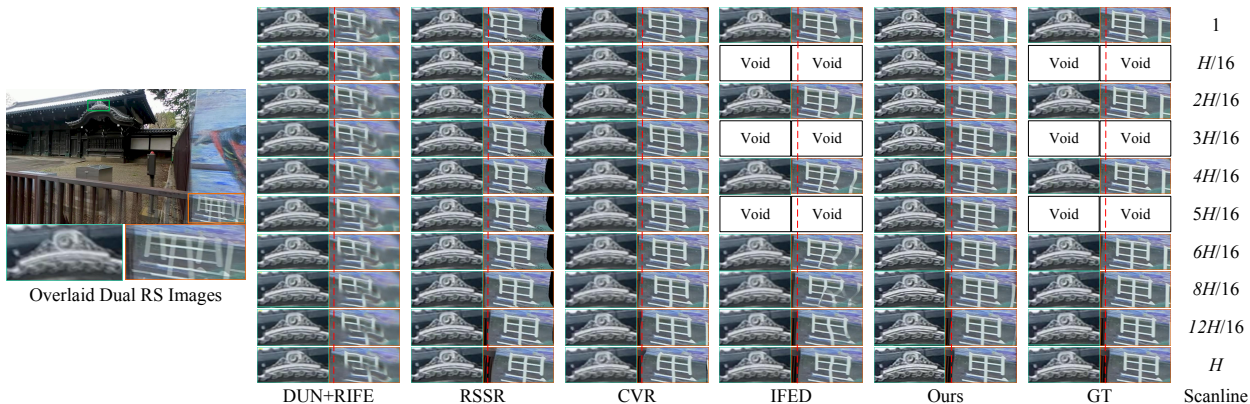 1
Void Void Void Void H/16
2H/16
Void Void Void Void 3H/16
4H/16
Void Void Void Void 5H/16
6H/16
8H/16
12H/16
H
Overlaid Dual RS Images
DUN+RIFE RSSR CVR IFED Ours GT Scanline